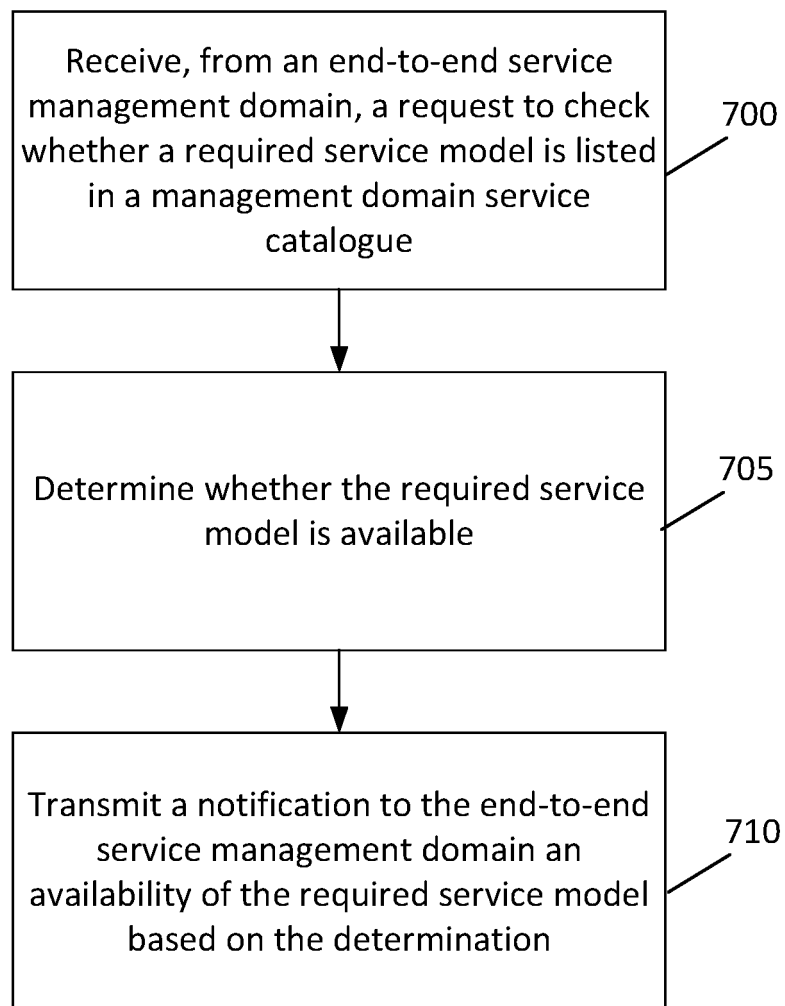 Receive, from an end-to-end service
management domain, a request to check
whether a required service model is listed
in a management domain service
catalogue
700
Determine whether the required service
model is available
705
Transmit a notification to the end-to-end
service management domain an
availability of the required service model
based on the determination
710